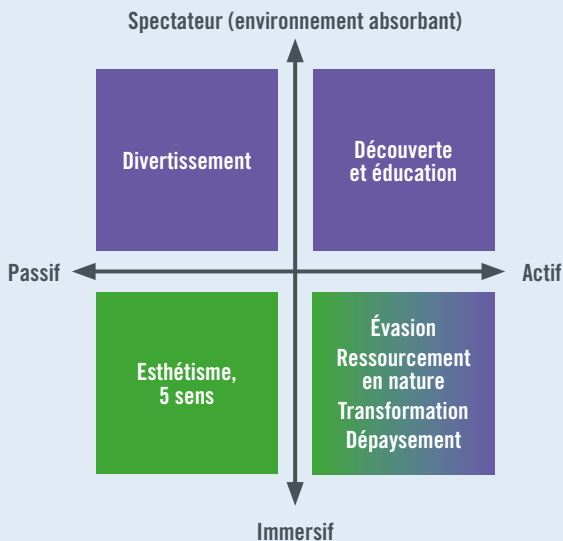 Spectateur (environnement absorbant)
Divertissement
Découverte
et éducation
Passif
Actif
Esthétisme,
5 sens
Évasion
Ressourcement
en nature
Transformation
Dépaysement
Immersif